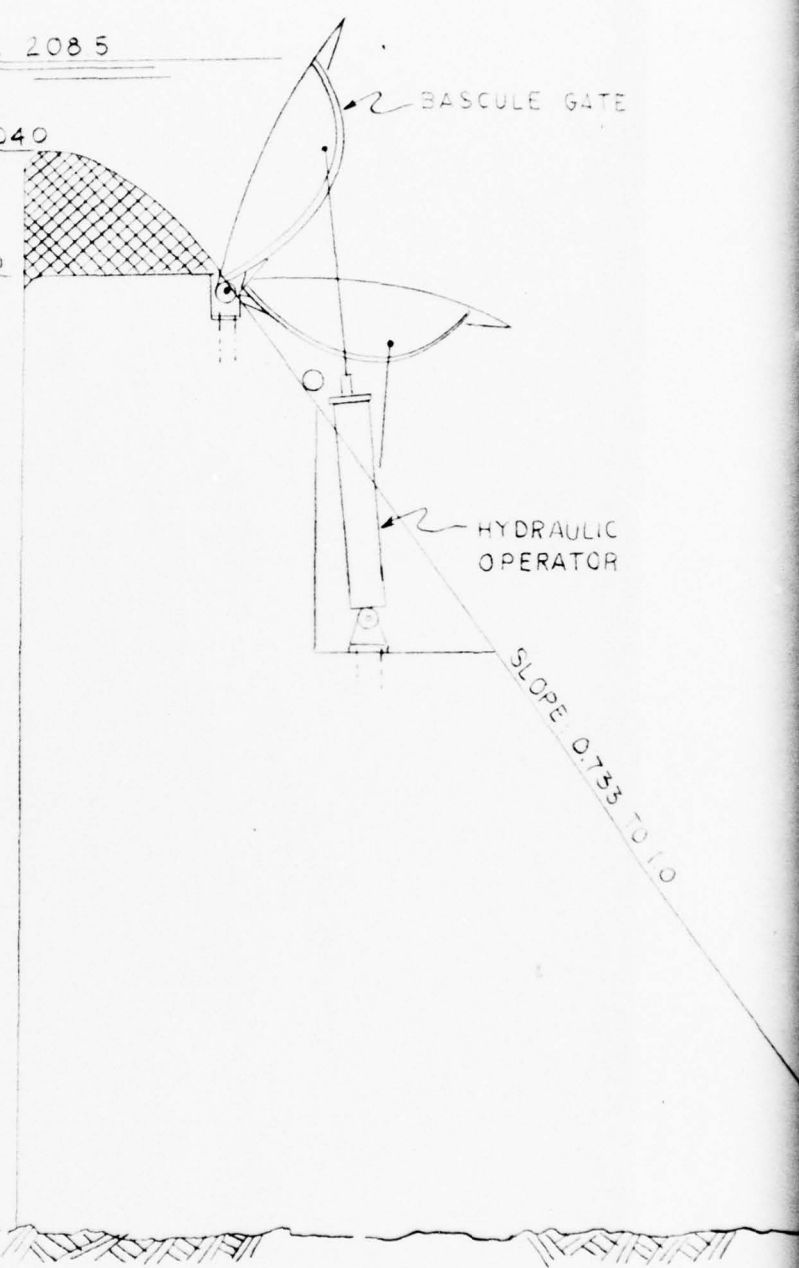 208.5
BASCULE GATE
040
HYDRAULIC
OPERATOR
SLOPE 0.733 TO 1.0